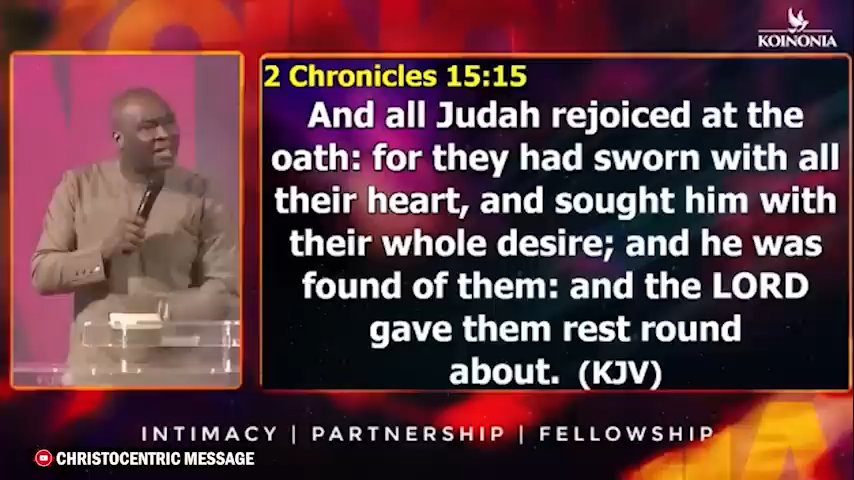 KOINONIA
2 Chronicles 15:15
And all Judah rejoiced at the
oath: for they had sworn with all
their heart, and sought him with
their whole desire; and he was
found of them: and the LORD
gave them rest round
about. (KJV)
INTIMACY | PARTNERSHIP | FELLOWSHIP
CHRISTOCENTRIC MESSAGE